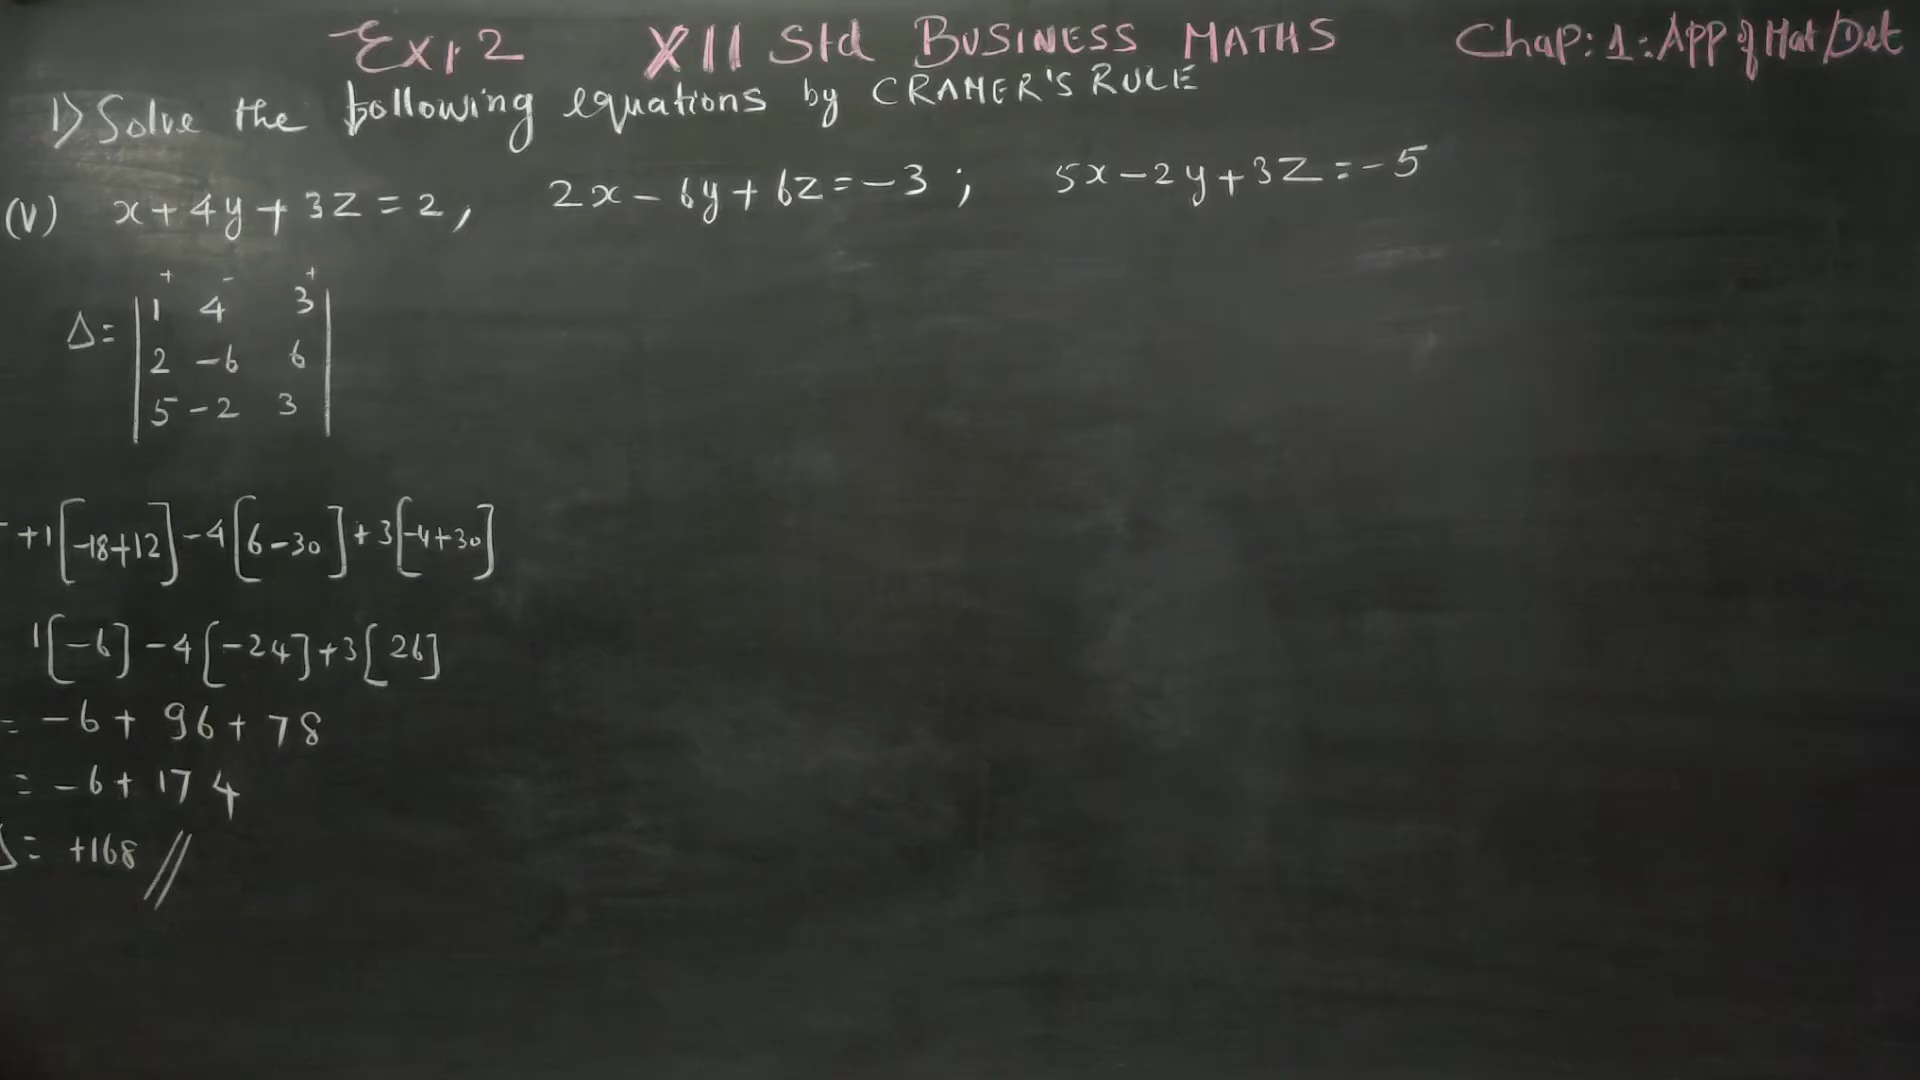 Ex 1.2 XII Std BUSINESS MATHS Chap: 1: App of Mat/Det
1) Solve the following equations by CRAMER'S RULE
(V) x + 4y + 3z = 2, 2x - 6y + 6z = -3 ; 5x - 2y + 3z = -5
+ - +
1 4 3
Δ =
2 -6 6
5 -2 3
= +1[-18+12] -4[6-30] +3[-4+30]
1[-6] -4[-24] +3[26]
= -6 + 96 + 78
= -6 + 174
Δ = +168 //